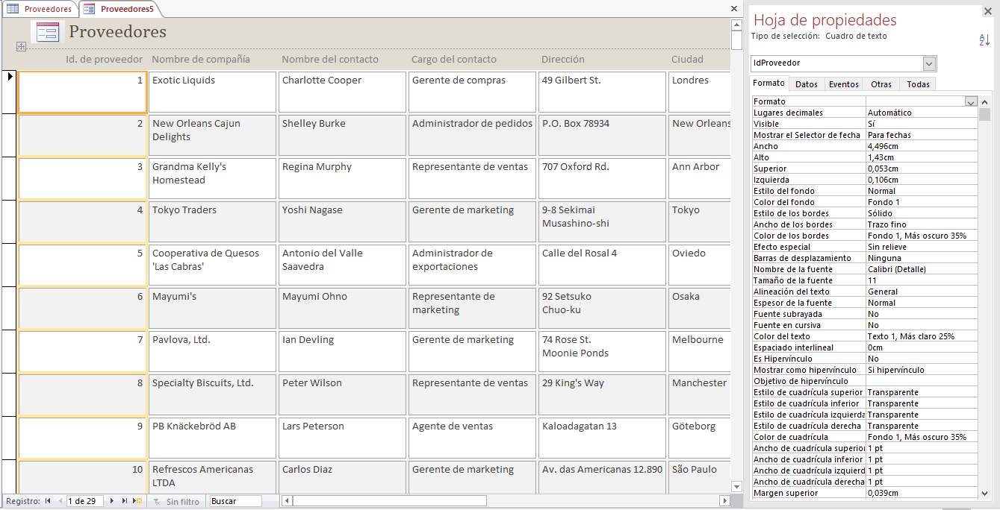 Proveedores
Proveedores5
Proveedores
Id. de proveedor Nombre de compañía Nombre del contacto Cargo del contacto Dirección Ciudad
1 Exotic Liquids Charlotte Cooper Gerente de compras 49 Gilbert St. Londres
2 New Orleans Cajun Delights Shelley Burke Administrador de pedidos P.O. Box 78934 New Orleans
3 Grandma Kelly's Homestead Regina Murphy Representante de ventas 707 Oxford Rd. Ann Arbor
4 Tokyo Traders Yoshi Nagase Gerente de marketing 9-8 Sekimai Musashino-shi Tokyo
5 Cooperativa de Quesos 'Las Cabras' Antonio del Valle Saavedra Administrador de exportaciones Calle del Rosal 4 Oviedo
6 Mayumi's Mayumi Ohno Representante de marketing 92 Setsuko Chuo-ku Osaka
7 Pavlova, Ltd. Ian Devling Gerente de marketing 74 Rose St. Moonie Ponds Melbourne
8 Specialty Biscuits, Ltd. Peter Wilson Representante de ventas 29 King's Way Manchester
9 PB Knäckebröd AB Lars Peterson Agente de ventas Kaloadagatan 13 Göteborg
10 Refrescos Americanas LTDA Carlos Diaz Gerente de marketing Av. das Americanas 12.890 São Paulo
Registro: 1 de 29 Sin filtro Buscar
Hoja de propiedades
Tipo de selección: Cuadro de texto
IdProveedor
Formato Datos Eventos Otras Todas
Formato
Lugares decimales Automático
Visible Sí
Mostrar el Selector de fecha Para fechas
Ancho 4,496cm
Alto 1,43cm
Superior 0,053cm
Izquierda 0,106cm
Estilo del fondo Normal
Color del fondo Fondo 1
Estilo de los bordes Sólido
Ancho de los bordes Trazo fino
Color de los bordes Fondo 1, Más oscuro 35%
Efecto especial Sin relieve
Barras de desplazamiento Ninguna
Nombre de la fuente Calibri (Detalle)
Tamaño de la fuente 11
Alineación del texto General
Espesor de la fuente Normal
Fuente subrayada No
Fuente en cursiva No
Color del texto Texto 1, Más claro 25%
Espaciado interlineal 0cm
Es Hipervínculo No
Mostrar como hipervínculo Si hipervínculo
Objetivo de hipervínculo
Estilo de cuadrícula superior Transparente
Estilo de cuadrícula inferior Transparente
Estilo de cuadrícula izquierda Transparente
Estilo de cuadrícula derecha Transparente
Color de cuadrícula Fondo 1, Más oscuro 35%
Ancho de cuadrícula superior 1 pt
Ancho de cuadrícula inferior 1 pt
Ancho de cuadrícula izquierd 1 pt
Ancho de cuadrícula derecha 1 pt
Margen superior 0,039cm